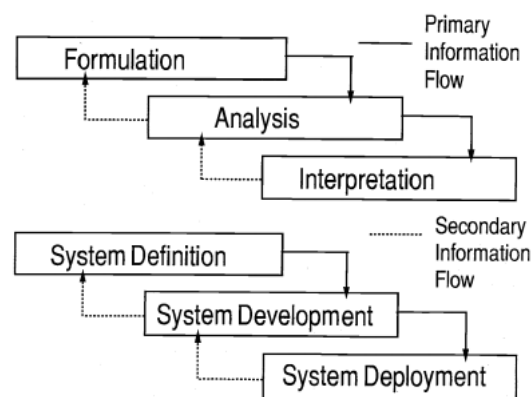 Primary
Information
Flow
Formulation
Analysis
Interpretation
Secondary
Information
Flow
System Definition
System Development
System Deployment